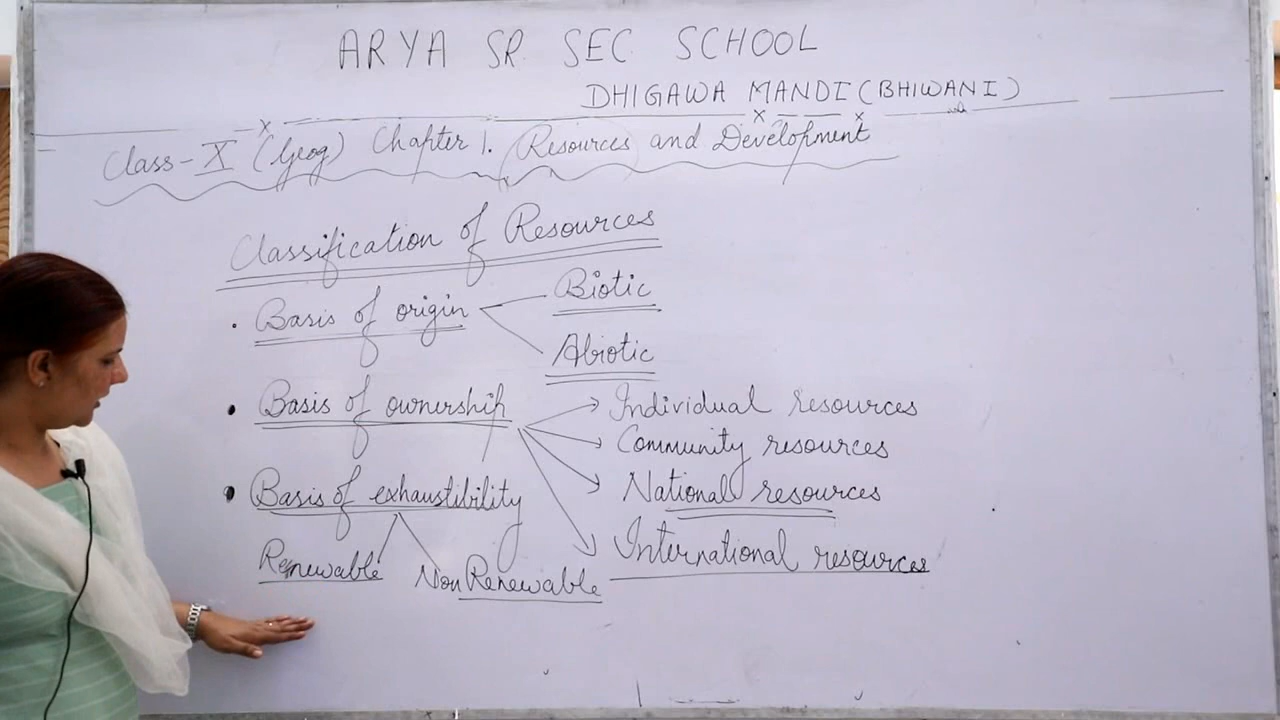 ARYA SR SEC SCHOOL
DHIGAWA MANDI (BHIWANI)
Class-X (Geog) Chapter 1. Resources and Development
Classification of Resources
• Basis of origin
Biotic
Abiotic
• Basis of ownership
Individual resources
Community resources
National resources
International resources
• Basis of exhaustibility
Renewable
Non Renewable